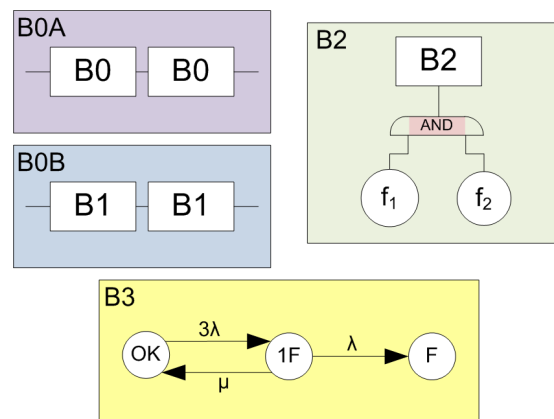 B0A
B0 B0
B0B
B1 B1
B2
B2
AND
f₁ f₂
B3
3λ
OK 1F λ F
μ